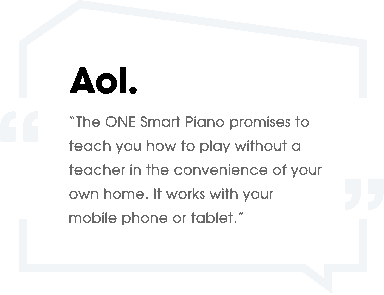 Aol.
“The ONE Smart Piano promises to
teach you how to play without a
teacher in the convenience of your
own home. It works with your
mobile phone or tablet.”